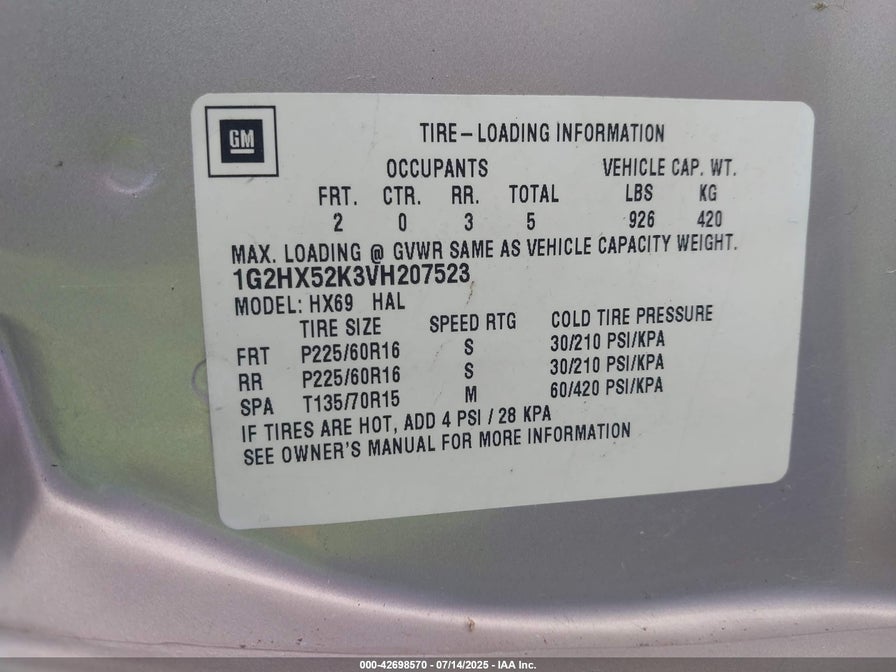 GM
TIRE-LOADING INFORMATION
OCCUPANTS VEHICLE CAP. WT.
FRT. CTR. RR. TOTAL LBS KG
2 0 3 5 926 420
MAX. LOADING @ GVWR SAME AS VEHICLE CAPACITY WEIGHT.
1G2HX52K3VH207523
MODEL: HX69 HAL
TIRE SIZE SPEED RTG COLD TIRE PRESSURE
FRT P225/60R16 S 30/210 PSI/KPA
RR P225/60R16 S 30/210 PSI/KPA
SPA T135/70R15 M 60/420 PSI/KPA
IF TIRES ARE HOT, ADD 4 PSI / 28 KPA
SEE OWNER'S MANUAL FOR MORE INFORMATION
000-42698570 - 07/14/2025 - IAA Inc.